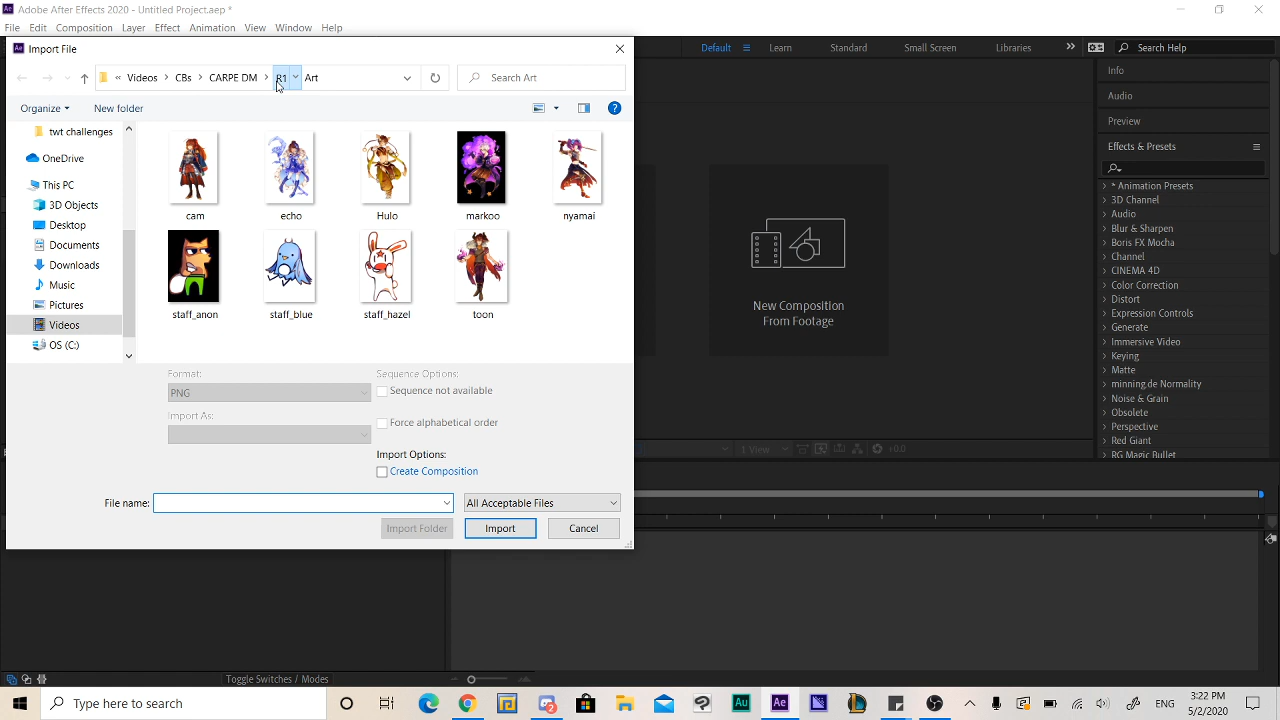 Adobe After Effects 2020 - Untitled Project.aep *
File Edit Composition Layer Effect Animation View Window Help
Import File
Default Learn Standard Small Screen Libraries Search Help
« Videos CBs CARPE DM R1 Art
Search Art
Organize New folder
twt challenges
OneDrive
This PC
3D Objects
Desktop
Documents
Downloads
Music
Pictures
Videos
OS (C:)
cam echo Hulo markoo nyamai
staff_anon staff_blue staff_hazel toon
Format:
PNG
Import As:
Sequence Options:
Sequence not available
Force alphabetical order
Import Options:
Create Composition
File name:
All Acceptable Files
Import Folder Import Cancel
New Composition
From Footage
Info
Audio
Preview
Effects & Presets
* Animation Presets
3D Channel
Audio
Blur & Sharpen
Boris FX Mocha
Channel
CINEMA 4D
Color Correction
Distort
Expression Controls
Generate
Immersive Video
Keying
Matte
minning.de Normality
Noise & Grain
Obsolete
Perspective
Red Giant
RG Magic Bullet
1 View +0.0
Toggle Switches / Modes
Type here to search
Au Ae
2
ENG
3:22 PM
5/2/2020